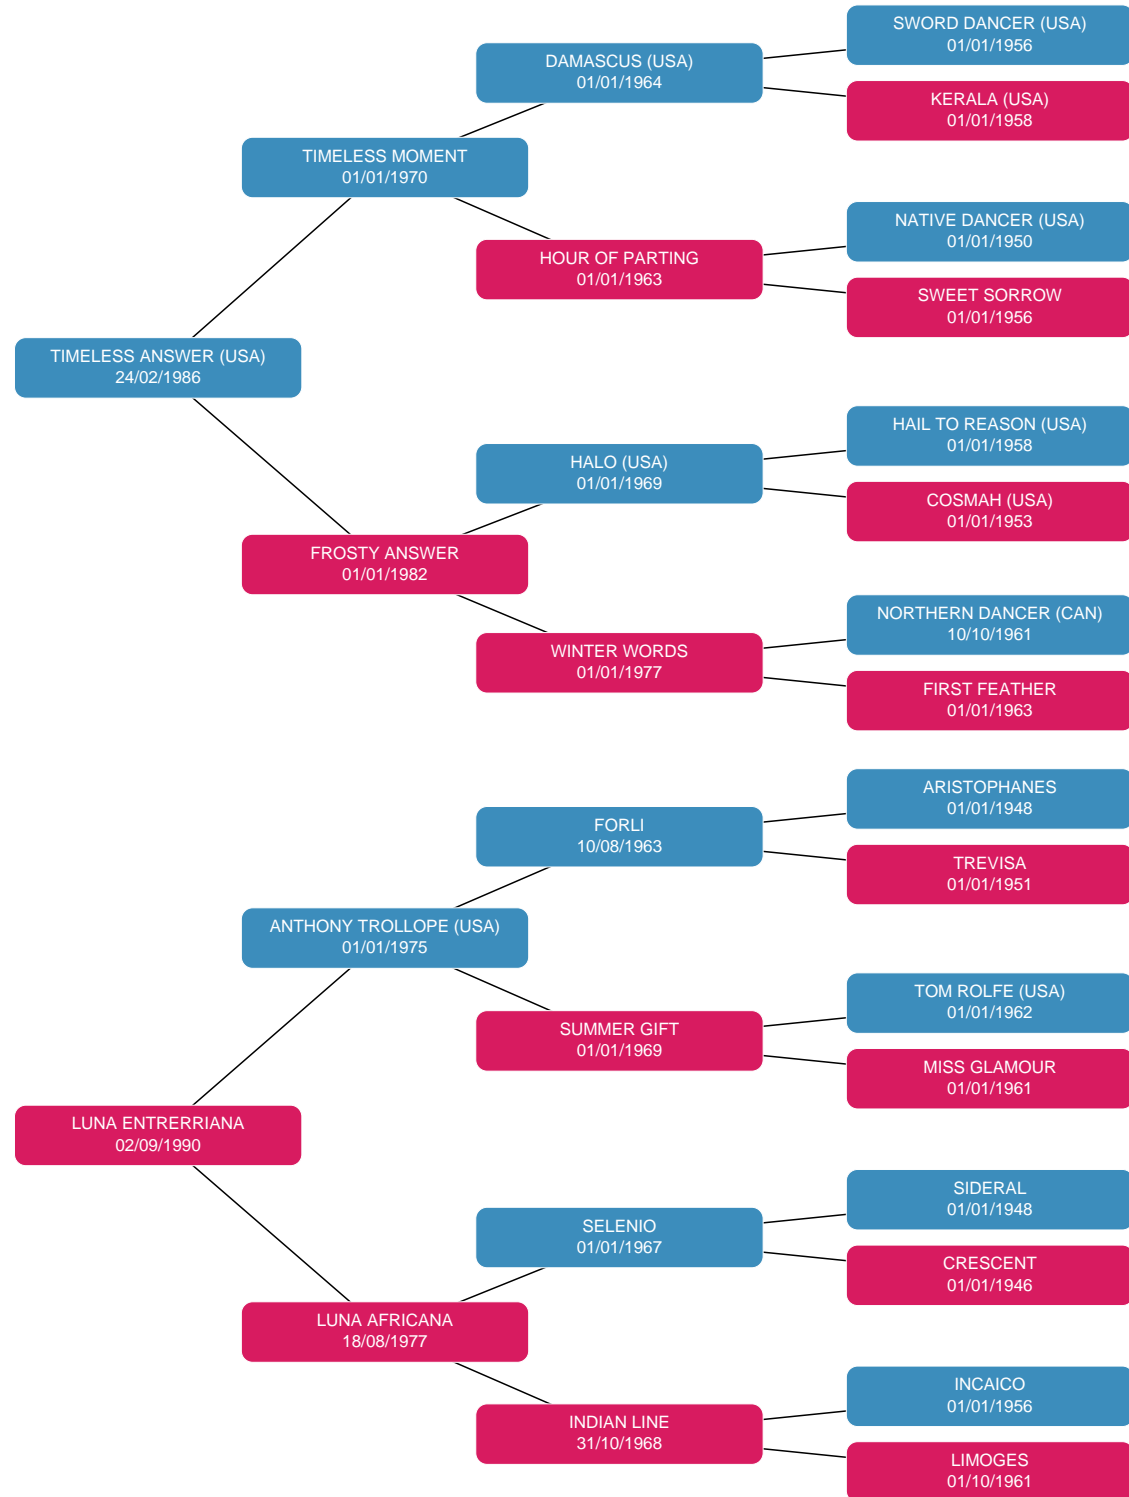 SWORD DANCER (USA)
01/01/1956
DAMASCUS (USA)
01/01/1964
KERALA (USA)
01/01/1958
TIMELESS MOMENT
01/01/1970
NATIVE DANCER (USA)
01/01/1950
HOUR OF PARTING
01/01/1963
SWEET SORROW
01/01/1956
TIMELESS ANSWER (USA)
24/02/1986
HAIL TO REASON (USA)
01/01/1958
HALO (USA)
01/01/1969
COSMAH (USA)
01/01/1953
FROSTY ANSWER
01/01/1982
NORTHERN DANCER (CAN)
10/10/1961
WINTER WORDS
01/01/1977
FIRST FEATHER
01/01/1963
ARISTOPHANES
01/01/1948
FORLI
10/08/1963
TREVISA
01/01/1951
ANTHONY TROLLOPE (USA)
01/01/1975
TOM ROLFE (USA)
01/01/1962
SUMMER GIFT
01/01/1969
MISS GLAMOUR
01/01/1961
LUNA ENTRERRIANA
02/09/1990
SIDERAL
01/01/1948
SELENIO
01/01/1967
CRESCENT
01/01/1946
LUNA AFRICANA
18/08/1977
INCAICO
01/01/1956
INDIAN LINE
31/10/1968
LIMOGES
01/10/1961